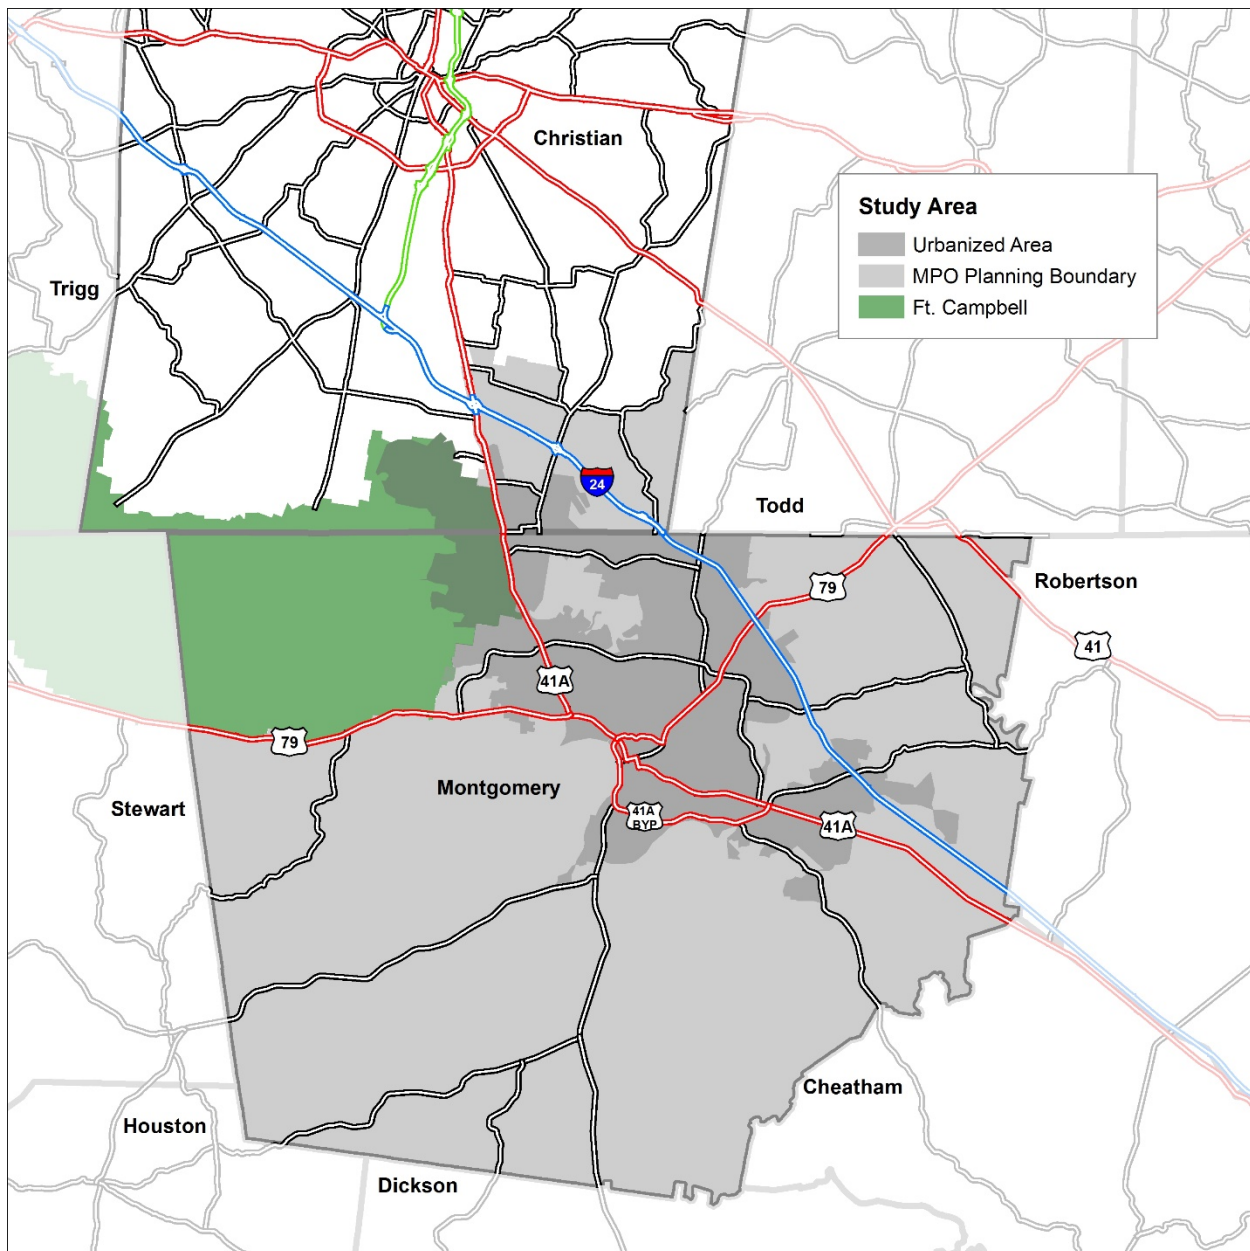 Christian
Study Area
Urbanized Area
MPO Planning Boundary
Ft. Campbell
Trigg
24
Todd
Robertson
79
41
41A
79
Montgomery
Stewart
41A
BYP
41A
Cheatham
Houston
Dickson